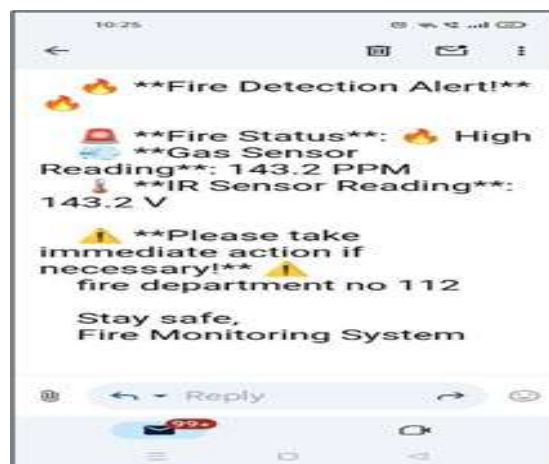 10:25
🔥 **Fire Detection Alert!**
🔥
🚨 **Fire Status**: 🔥 High
💨 **Gas Sensor
Reading**: 143.2 PPM
🌡️ **IR Sensor Reading**:
143.2 V
⚠️ **Please take
immediate action if
necessary!** ⚠️
fire department no 112
Stay safe,
Fire Monitoring System
Reply
99+